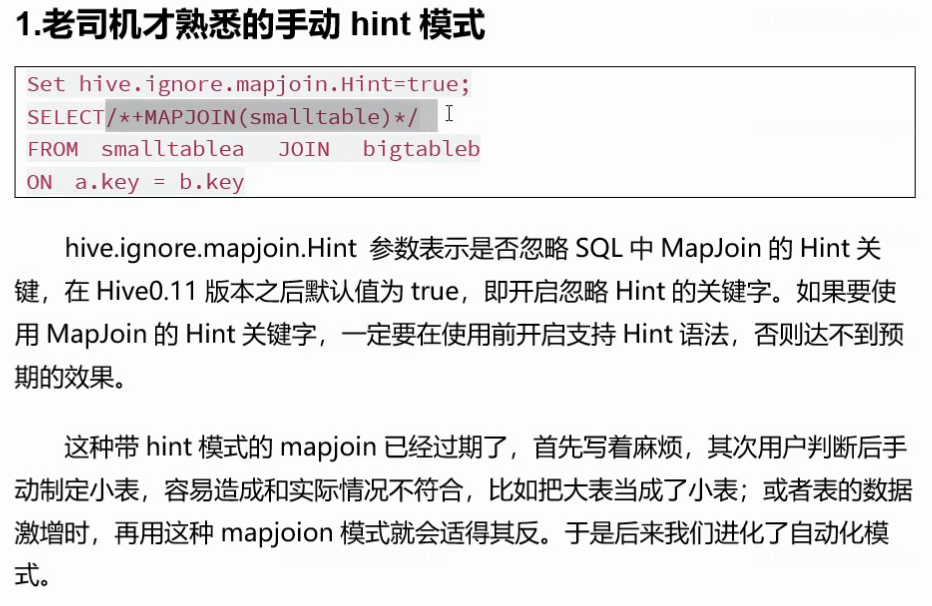 1.老司机才熟悉的手动 hint 模式
Set hive.ignore.mapjoin.Hint=true;
SELECT/*+MAPJOIN(smalltable)*/
FROM smalltablea JOIN bigtableb
ON a.key = b.key
hive.ignore.mapjoin.Hint 参数表示是否忽略 SQL 中 MapJoin 的 Hint 关
键，在 Hive0.11 版本之后默认值为 true，即开启忽略 Hint 的关键字。如果要使
用 MapJoin 的 Hint 关键字，一定要在使用前开启支持 Hint 语法，否则达不到预
期的效果。
这种带 hint 模式的 mapjoin 已经过期了，首先写着麻烦，其次用户判断后手
动制定小表，容易造成和实际情况不符合，比如把大表当成了小表；或者表的数据
激增时，再用这种 mapjoion 模式就会适得其反。于是后来我们进化了自动化模
式。